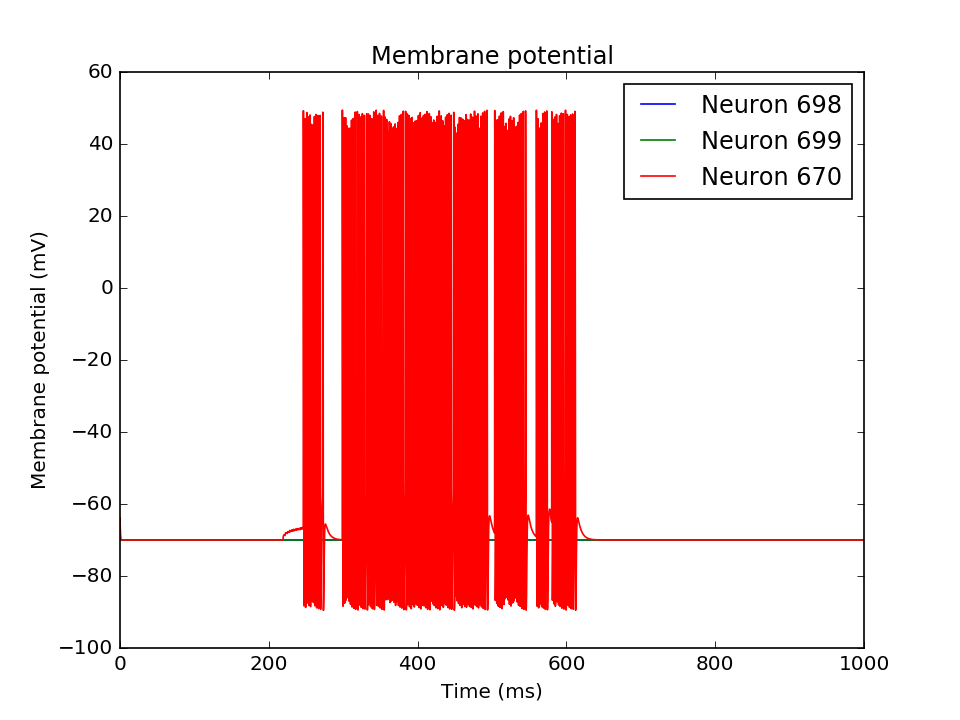 Membrane potential
60
40
20
0
−20
−40
−60
−80
−100
Membrane potential (mV)
Neuron 698
Neuron 699
Neuron 670
0 200 400 600 800 1000
Time (ms)